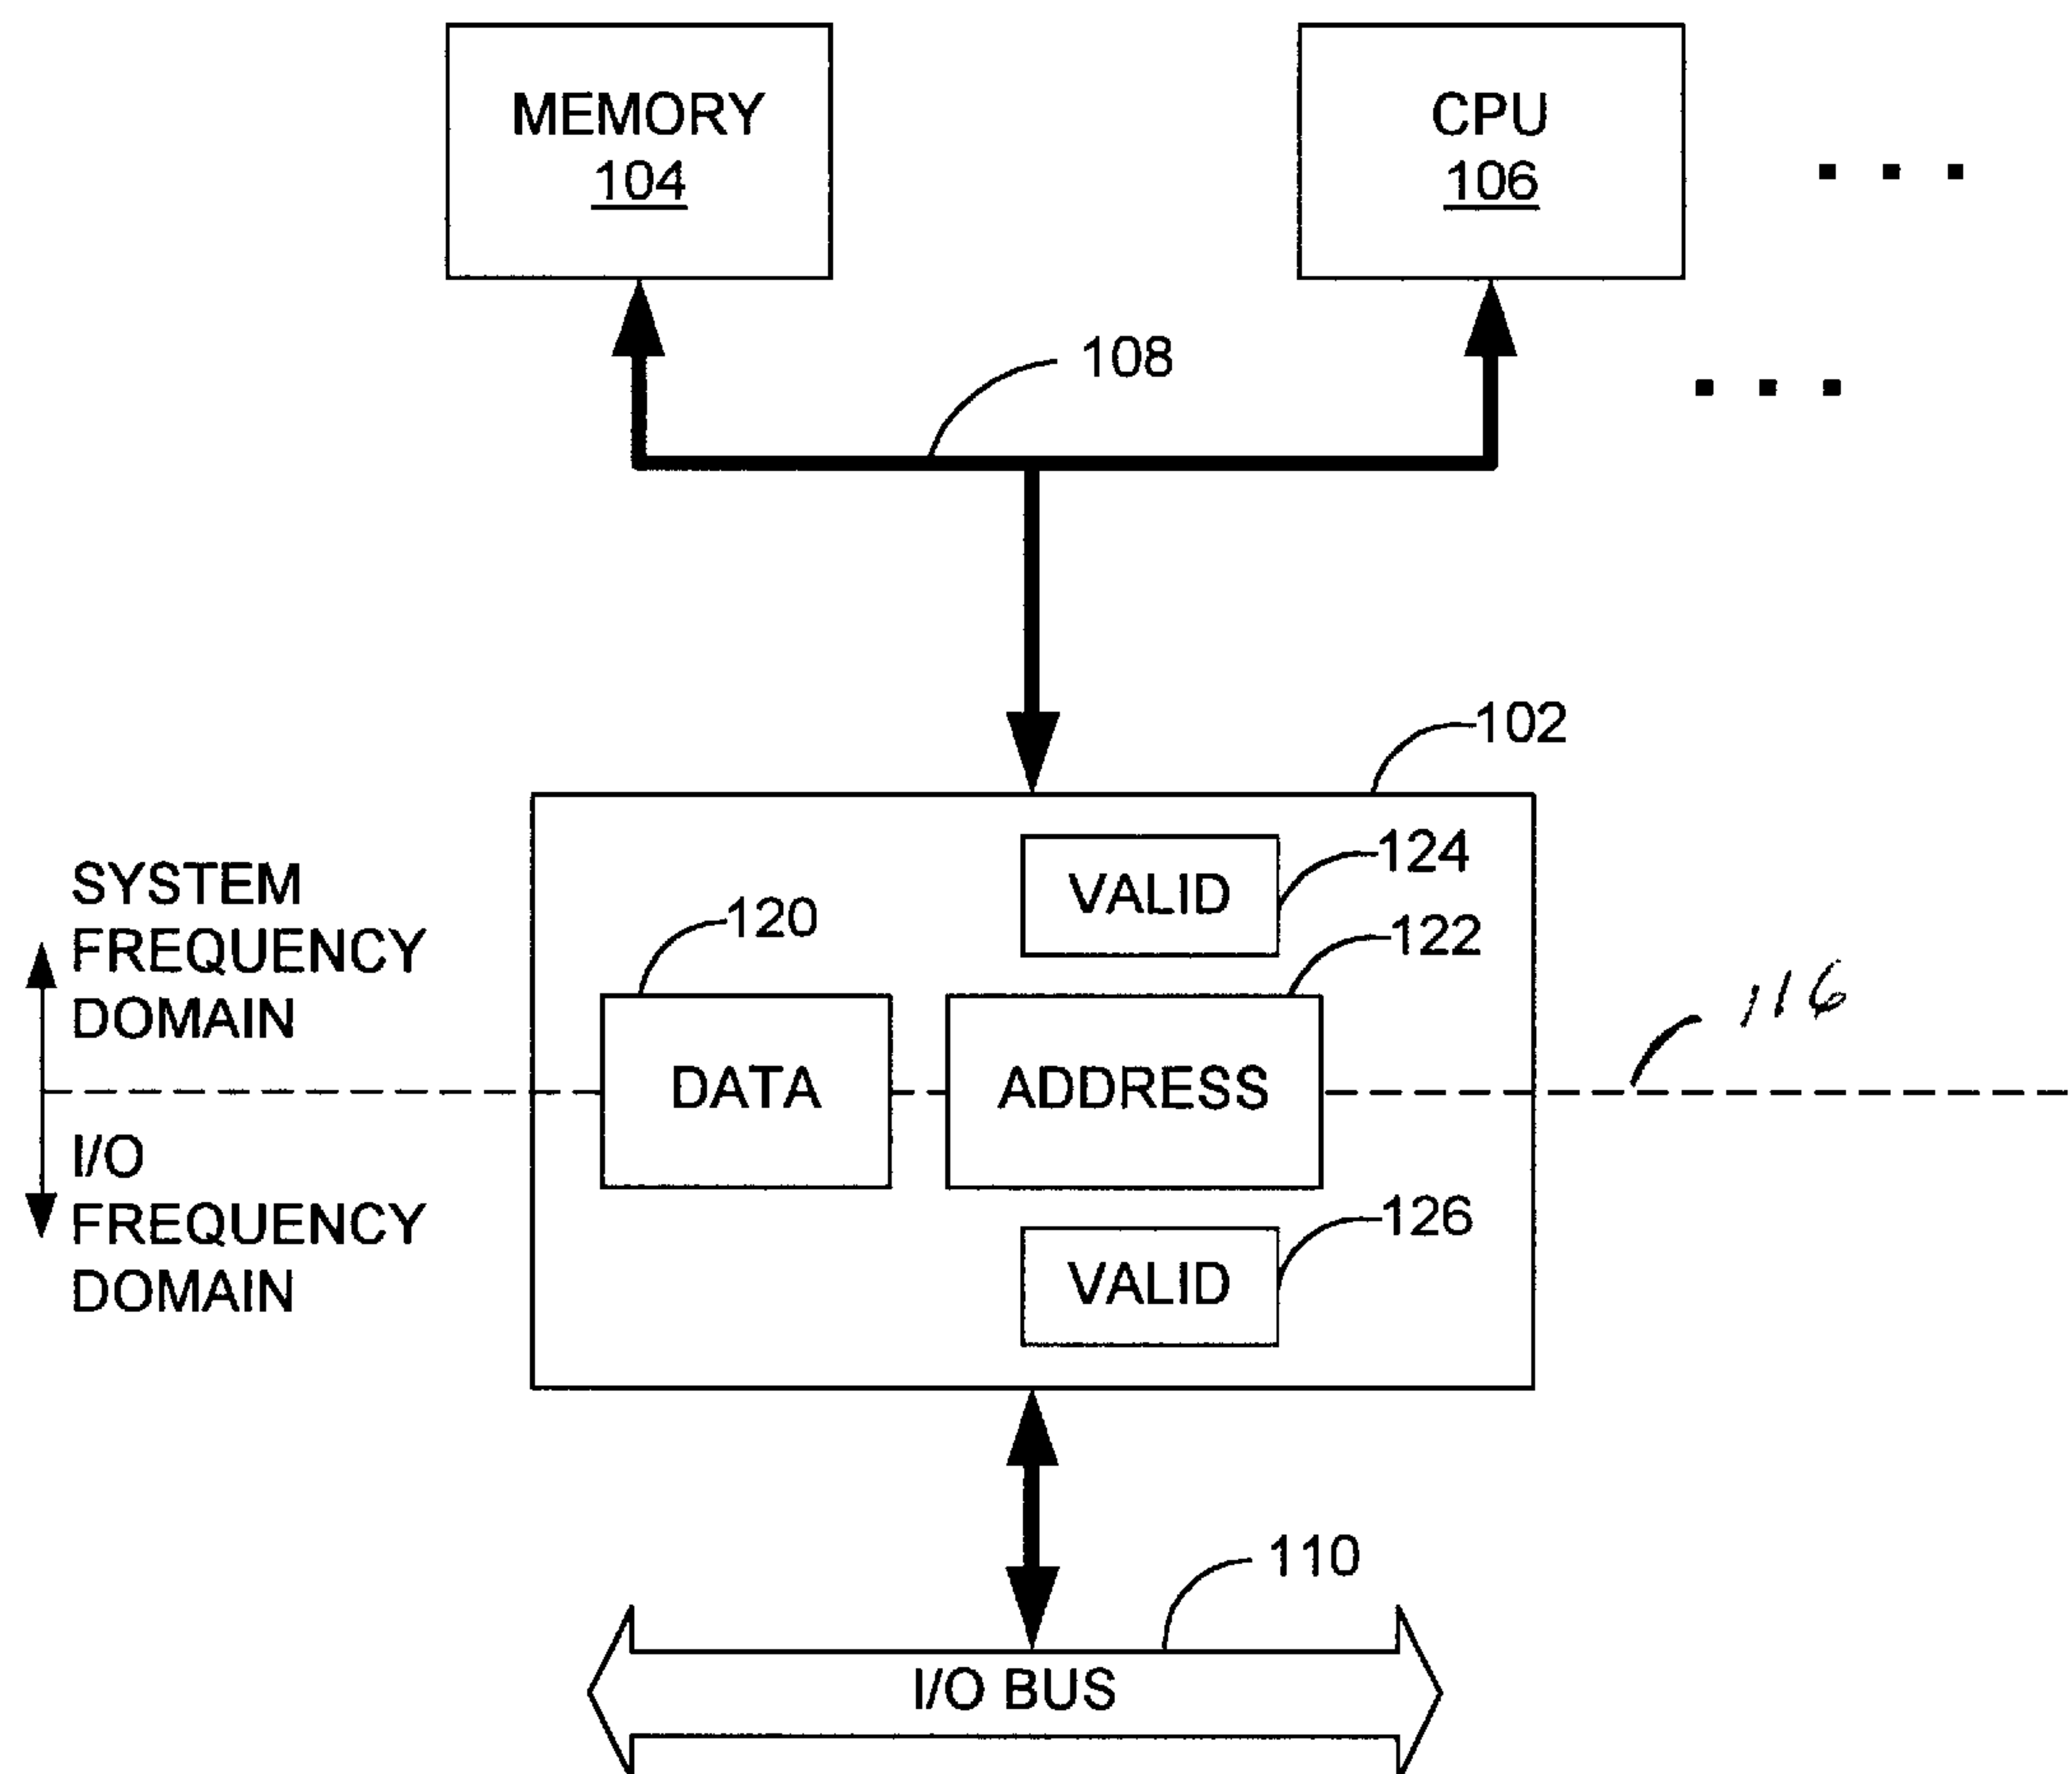 MEMORY
104
CPU
106
108
102
VALID
124
120
122
SYSTEM
FREQUENCY
DOMAIN
116
DATA
ADDRESS
I/O
FREQUENCY
DOMAIN
126
VALID
110
I/O BUS